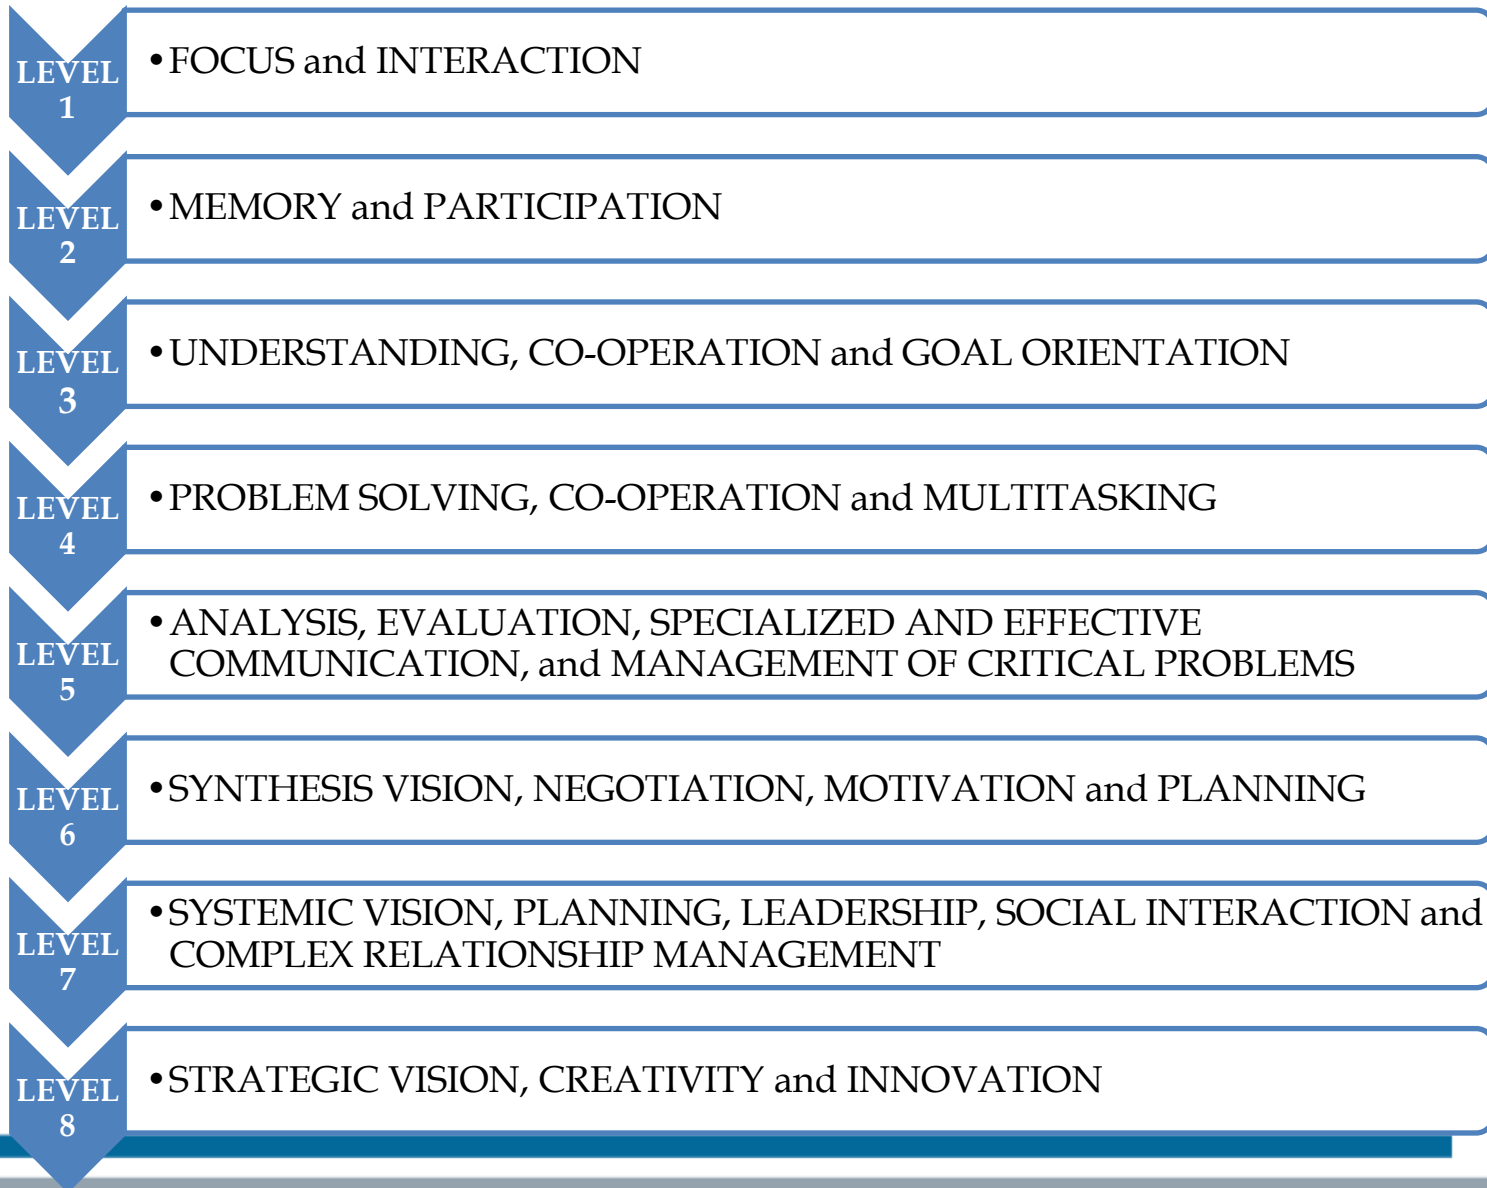 LEVEL
1
•FOCUS and INTERACTION
LEVEL
2
•MEMORY and PARTICIPATION
LEVEL
3
•UNDERSTANDING, CO-OPERATION and GOAL ORIENTATION
LEVEL
4
•PROBLEM SOLVING, CO-OPERATION and MULTITASKING
LEVEL
5
•ANALYSIS, EVALUATION, SPECIALIZED AND EFFECTIVE
COMMUNICATION, and MANAGEMENT OF CRITICAL PROBLEMS
LEVEL
6
•SYNTHESIS VISION, NEGOTIATION, MOTIVATION and PLANNING
LEVEL
7
•SYSTEMIC VISION, PLANNING, LEADERSHIP, SOCIAL INTERACTION and
COMPLEX RELATIONSHIP MANAGEMENT
LEVEL
8
•STRATEGIC VISION, CREATIVITY and INNOVATION